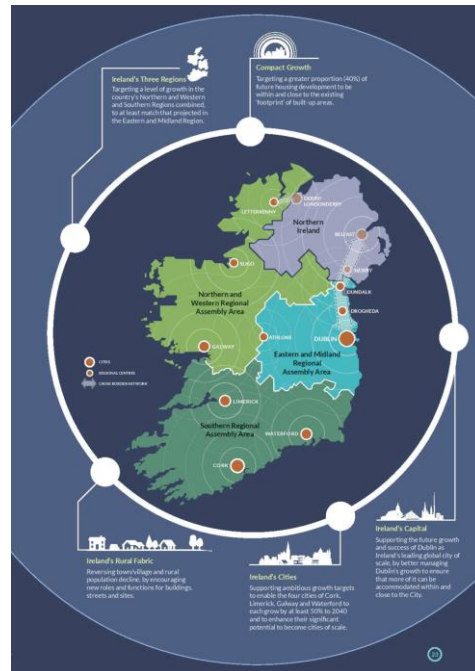 Compact Growth
Targeting a greater proportion (40%) of
future housing development to be
within and close to the existing
'footprint' of built-up areas.
Ireland's Three Regions
Targeting a level of growth in the
country's Northern and Western
and Southern Regions combined,
to at least match that projected in
the Eastern and Midland Region.
DERRY/
LONDONDERRY
LETTERKENNY
Northern
Ireland
BELFAST
SLIGO
NEWRY
DUNDALK
Northern and
Western Regional
Assembly Area
DROGHEDA
ATHLONE
DUBLIN
GALWAY
Eastern and Midland Regional
Assembly Area
CITIES
REGIONAL CENTRES
CROSS BORDER NETWORK
LIMERICK
Southern Regional
Assembly Area
WATERFORD
CORK
Ireland's Capital
Supporting the future growth
and success of Dublin as
Ireland's leading global city of
scale, by better managing
Dublin's growth to ensure
that more of it can be
accommodated within and
close to the City.
Ireland's Rural Fabric
Reversing town/village and rural
population decline, by encouraging
new roles and functions for buildings,
streets and sites.
Ireland's Cities
Supporting ambitious growth targets
to enable the four cities of Cork,
Limerick, Galway and Waterford to
each grow by at least 50% to 2040
and to enhance their significant
potential to become cities of scale.
23